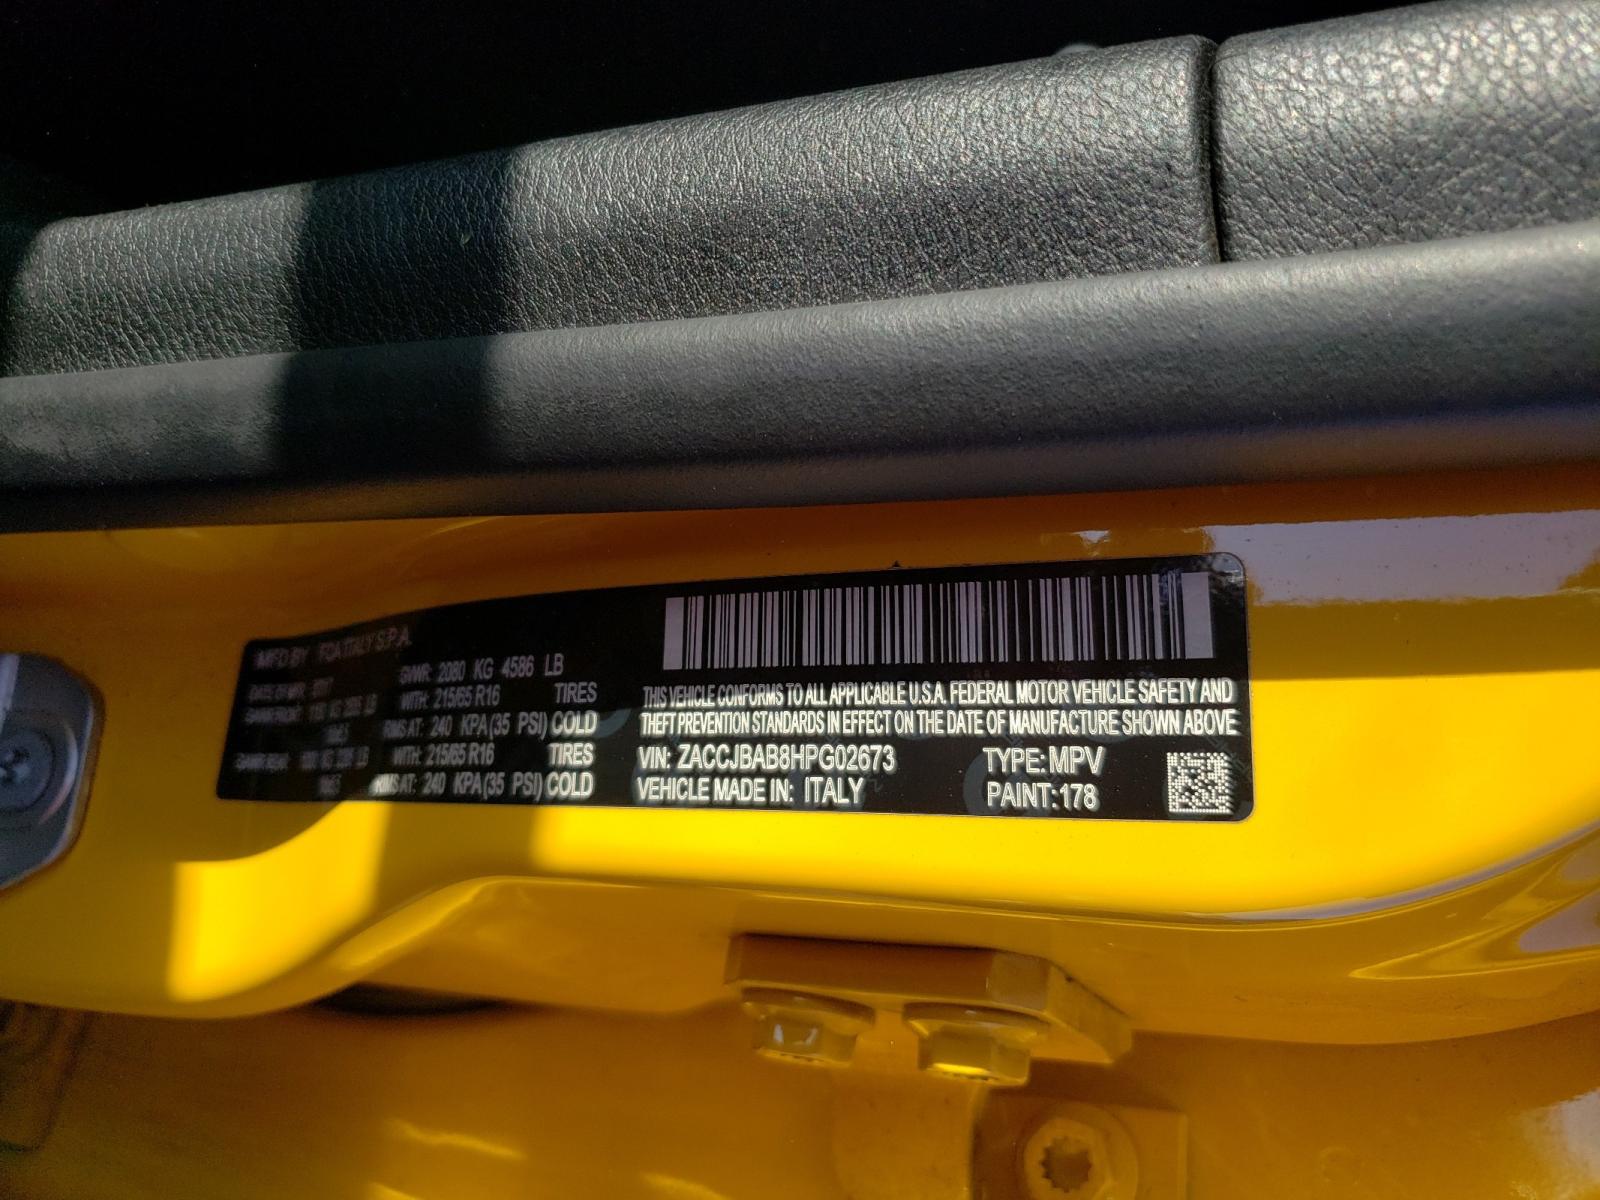 MFD BY FCA ITALY S.P.A.
GVWR: 2080 KG 4586 LB
WITH: 215/65 R16 TIRES
RIMS AT: 240 KPA(35 PSI) COLD
WITH: 215/65 R16 TIRES
RIMS AT: 240 KPA(35 PSI) COLD
THIS VEHICLE CONFORMS TO ALL APPLICABLE U.S.A. FEDERAL MOTOR VEHICLE SAFETY AND
THEFT PREVENTION STANDARDS IN EFFECT ON THE DATE OF MANUFACTURE SHOWN ABOVE
VIN: ZACCJBAB8HPG02673 TYPE: MPV
VEHICLE MADE IN: ITALY PAINT: 178